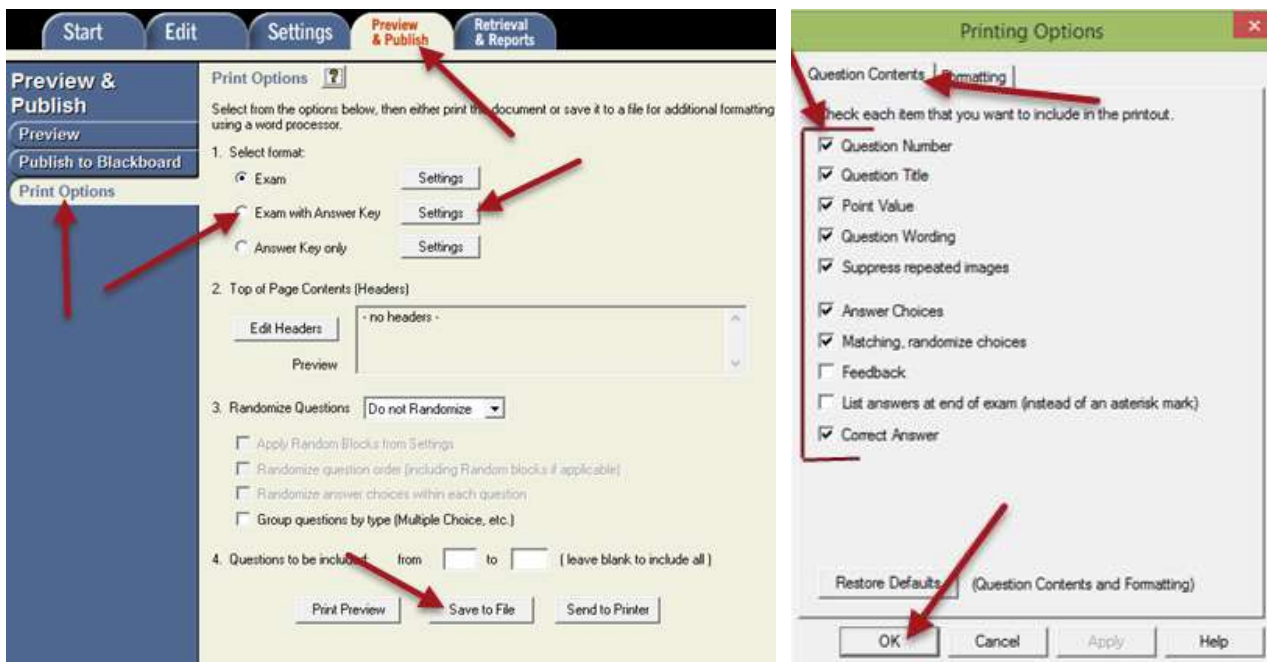 Start
Edit
Settings
Preview
& Publish
Retrieval
& Reports
Preview &
Publish
Preview
Publish to Blackboard
Print Options
Print Options ?
Select from the options below, then either print the document or save it to a file for additional formatting
using a word processor.
1. Select format:
Exam Settings
Exam with Answer Key Settings
Answer Key only Settings
2. Top of Page Contents (Headers)
Edit Headers
- no headers -
Preview
3. Randomize Questions Do not Randomize
Apply Random Blocks from Settings
Randomize question order (including Random blocks if applicable)
Randomize answer choices within each question
Group questions by type (Multiple Choice, etc.)
4. Questions to be included: from to ( leave blank to include all )
Print Preview Save to File Send to Printer
Printing Options
Question Contents Formatting
Check each item that you want to include in the printout.
Question Number
Question Title
Point Value
Question Wording
Suppress repeated images
Answer Choices
Matching, randomize choices
Feedback
List answers at end of exam (instead of an asterisk mark)
Correct Answer
Restore Defaults (Question Contents and Formatting)
OK Cancel Apply Help